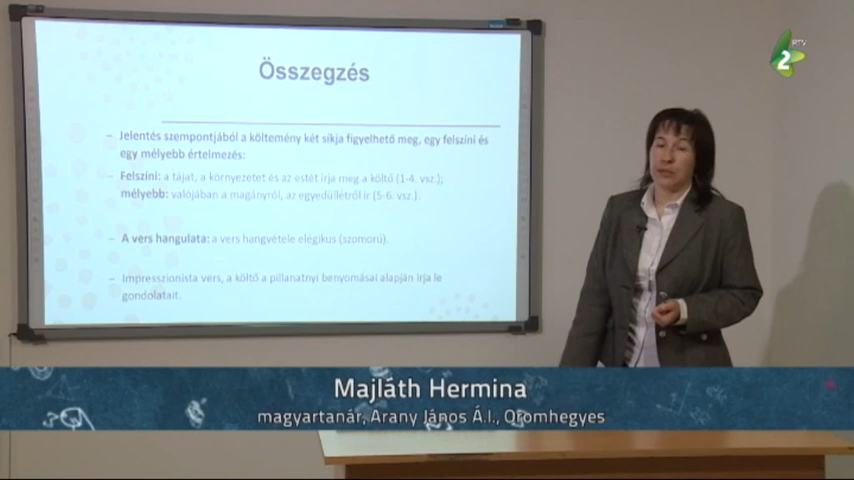 RTV
2
Összegzés
– Jelentés szempontjából a költemény két síkja figyelhető meg, egy felszíni és
egy mélyebb értelmezés:
– Felszíni: a tájat, a környezetet és az estét írja meg a költő (1-4. vsz.);
mélyebb: valójában a magányról, az egyedüllétről ír (5-6. vsz.).
– A vers hangulata: a vers hangvétele elégikus (szomorú).
– Impresszionista vers, a költő a pillanatnyi benyomásai alapján írja le
gondolatait.
Majláth Hermina
magyartanár, Arany János Á.I., Oromhegyes